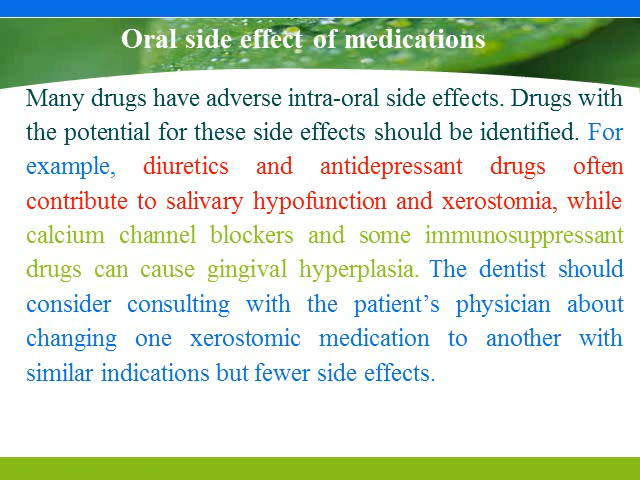 Oral side effect of medications
Many drugs have adverse intra-oral side effects. Drugs with
the potential for these side effects should be identified. For
example, diuretics and antidepressant drugs often
contribute to salivary hypofunction and xerostomia, while
calcium channel blockers and some immunosuppressant
drugs can cause gingival hyperplasia. The dentist should
consider consulting with the patient’s physician about
changing one xerostomic medication to another with
similar indications but fewer side effects.